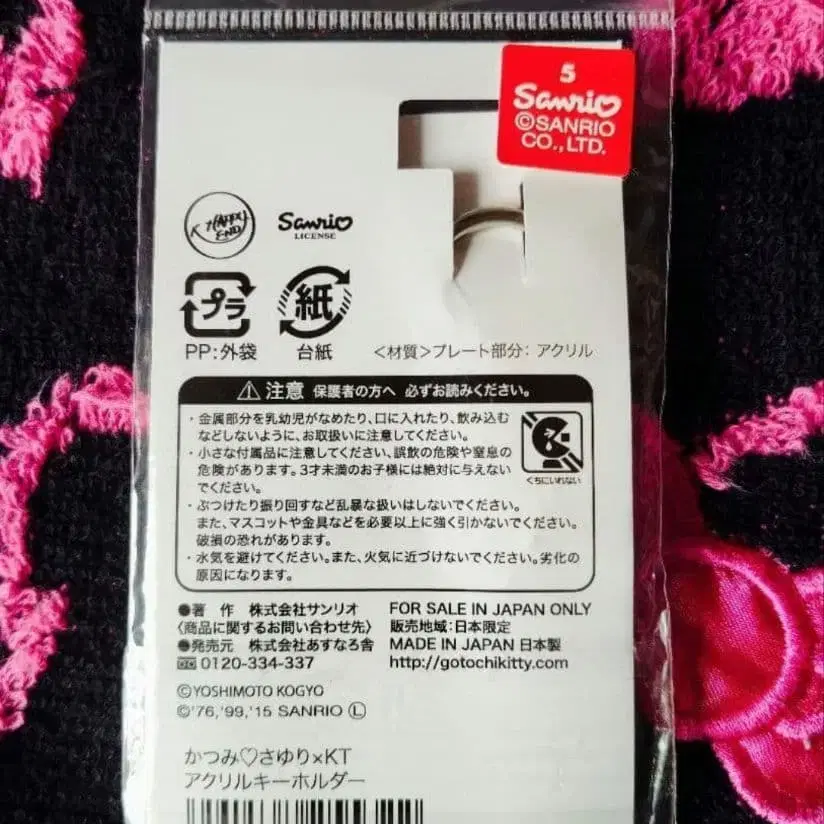 5
Sanrio
©SANRIO
CO.,LTD.
K HAPPY
END
Sanrio
LICENSE
プラ
紙
PP:外袋
台紙
＜材質＞プレート部分：アクリル
⚠注意 保護者の方へ 必ずお読みください。
・金属部分を乳幼児がなめたり、口に入れたり、飲み込む
などしないように、お取扱いに注意してください。
・小さな付属品に注意してください、誤飲の危険や窒息の
危険があります。3才未満のお子様には絶対に与えない
でください。
くちにいれない
・ぶつけたり振り回すなど乱暴な扱いはしないでください。
また、マスコットや金具などを必要以上に強く引かないでください。
破損の恐れがあります。
・水気を避けてください。また、火気に近づけないでください。劣化の
原因になります。
●著 作 株式会社サンリオ
〈商品に関するお問い合わせ先〉
●発売元 株式会社あすなろ舎
0120-334-337
FOR SALE IN JAPAN ONLY
販売地域：日本限定
MADE IN JAPAN 日本製
http://gotochikitty.com/
©YOSHIMOTO KOGYO
©'76,'99,'15 SANRIO Ⓛ
かつみ♡さゆり×KT
アクリルキーホルダー